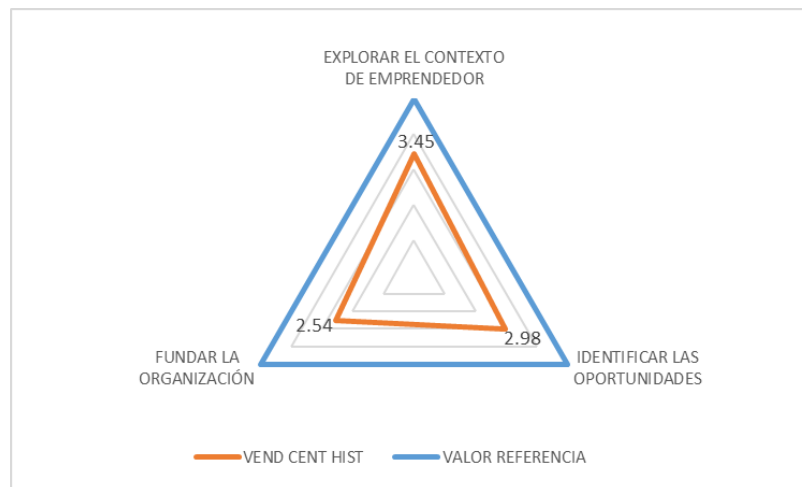 EXPLORAR EL CONTEXTO
DE EMPRENDEDOR
3.45
2.54
2.98
FUNDAR LA
ORGANIZACIÓN
IDENTIFICAR LAS
OPORTUNIDADES
VEND CENT HIST
VALOR REFERENCIA